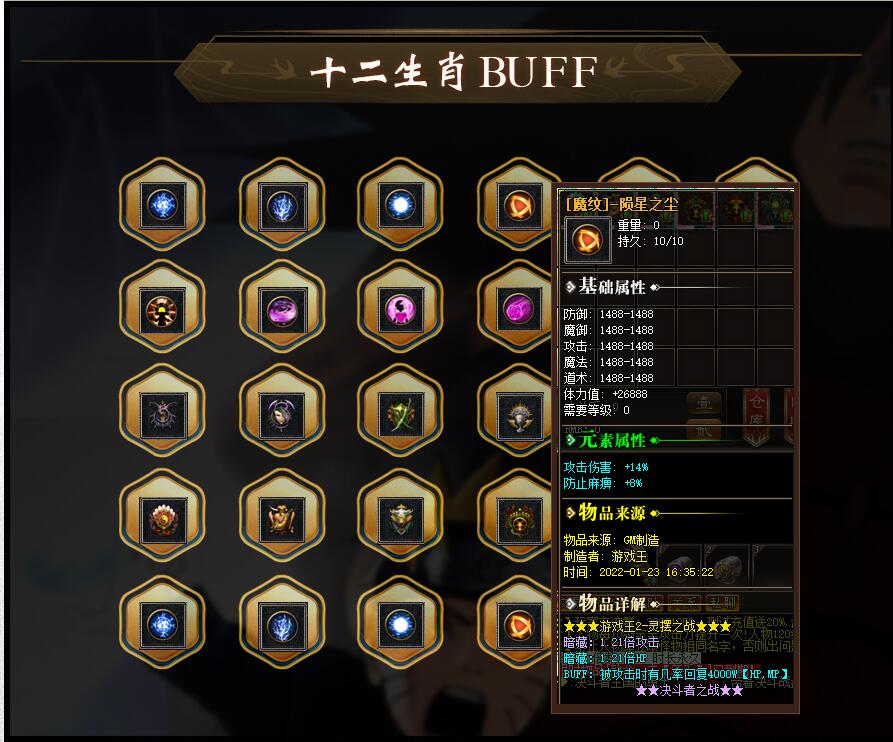 十二生肖BUFF
[魔纹]-陨星之尘
重量: 0
持久: 10/10
基础属性
防御: 1488-1488
魔御: 1488-1488
攻击: 1488-1488
魔法: 1488-1488
道术: 1488-1488
体力值: +26888
需要等级: 0
壹
贰
仓库
元素属性
攻击伤害: +14%
防止麻痹: +8%
物品来源
物品来源: GM制造
制造者: 游戏王
时间: 2022-01-23 16:35:22
物品详解
★★★游戏王2-灵摆之战★★★
暗藏: 1.21倍攻击
暗藏: 1.21倍HP
BUFF: 被攻击时有几率回复4000W【HP,MP】
★★决斗者之战★★